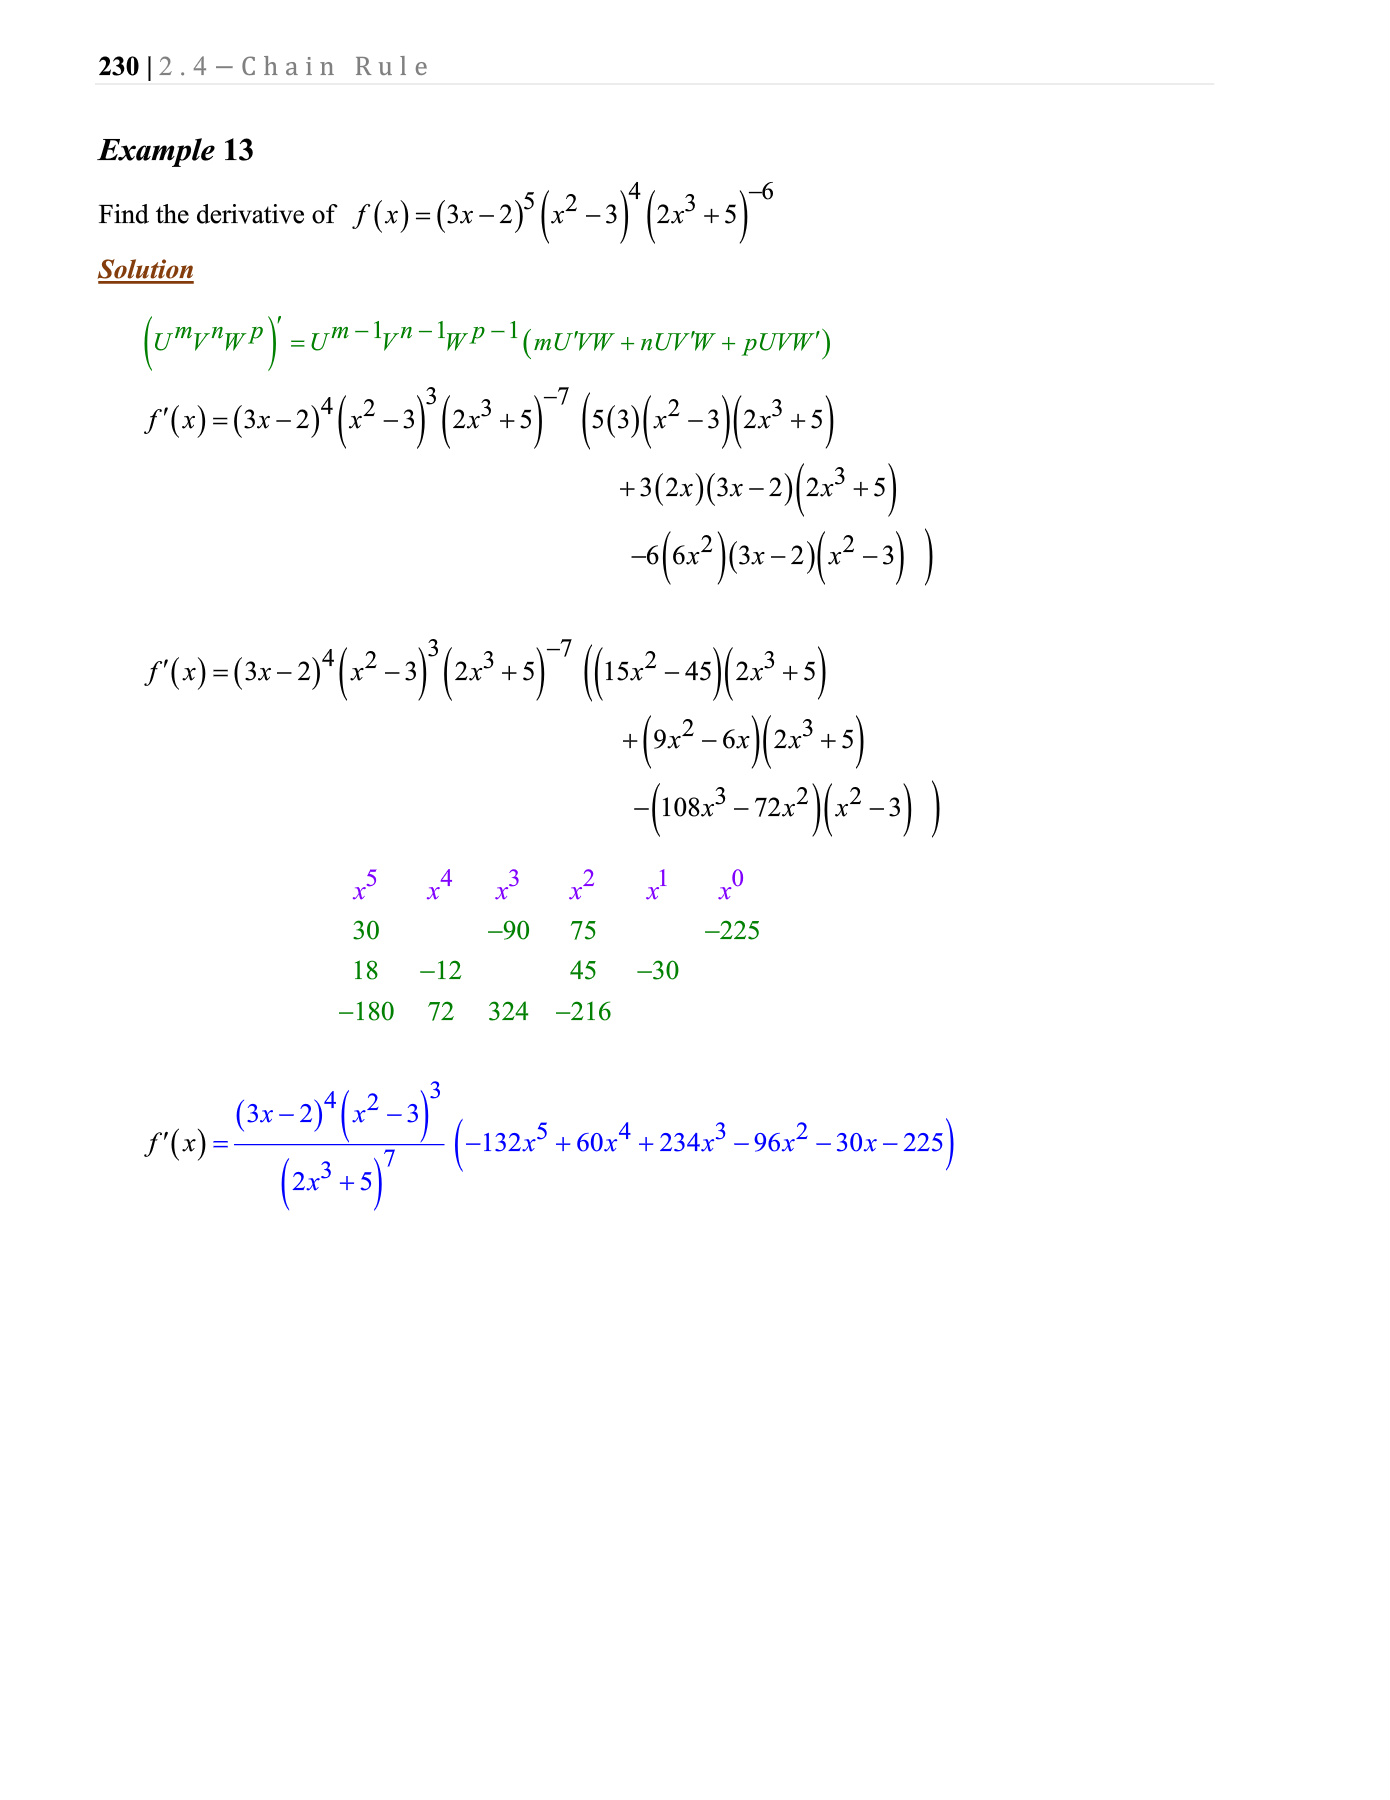 230 | 2.4 – Chain Rule
Example 13
Find the derivative of f(x) = (3x − 2)^5 (x^2 − 3)^4 (2x^3 + 5)^−6
Solution
(U^m V^n W^p)′ = U^m−1 V^n−1 W^p−1 (mU′VW + nUV′W + pUVW′)
f′(x) = (3x − 2)^4 (x^2 − 3)^3 (2x^3 + 5)^−7 (5(3)(x^2 − 3)(2x^3 + 5)
+ 3(2x)(3x − 2)(2x^3 + 5)
−6(6x^2)(3x − 2)(x^2 − 3) )
f′(x) = (3x − 2)^4 (x^2 − 3)^3 (2x^3 + 5)^−7 ((15x^2 − 45)(2x^3 + 5)
+ (9x^2 − 6x)(2x^3 + 5)
−(108x^3 − 72x^2)(x^2 − 3) )
x^5 x^4 x^3 x^2 x^1 x^0
30 −90 75 −225
18 −12 45 −30
−180 72 324 −216
f′(x) = (3x − 2)^4 (x^2 − 3)^3 / (2x^3 + 5)^7 (−132x^5 + 60x^4 + 234x^3 − 96x^2 − 30x − 225)